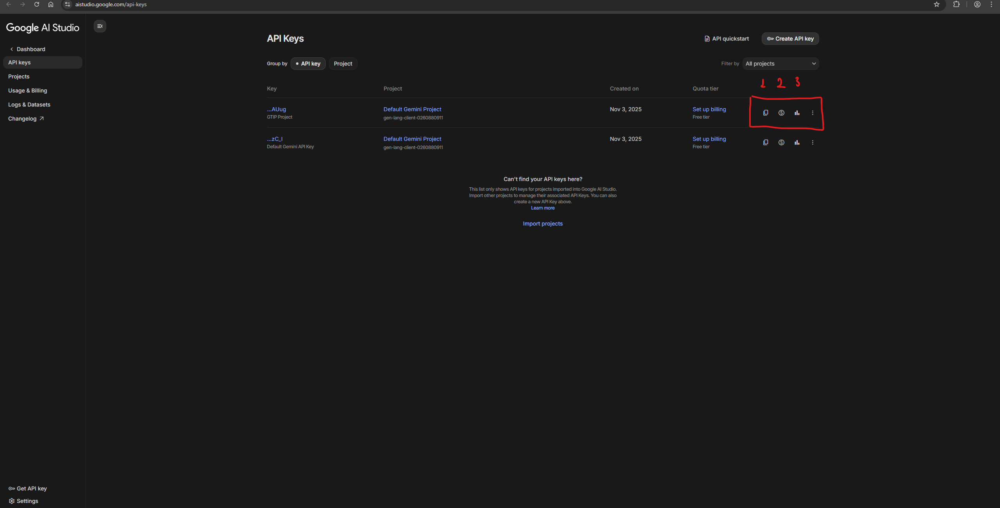 aistudio.google.com/api-keys
Google AI Studio
Dashboard
API keys
Projects
Usage & Billing
Logs & Datasets
Changelog
API Keys
API quickstart
Create API key
Group by
API key
Project
Filter by
All projects
1 2 3
Key
Project
Created on
Quota tier
...AUug
GTIP Project
Default Gemini Project
gen-lang-client-0260880911
Nov 3, 2025
Set up billing
Free tier
...zC_I
Default Gemini API Key
Default Gemini Project
gen-lang-client-0260880911
Nov 3, 2025
Set up billing
Free tier
Can't find your API keys here?
This list only shows API keys for projects imported into Google AI Studio.
Import other projects to manage their associated API Keys. You can also
create a new API Key above.
Learn more
Import projects
Get API key
Settings